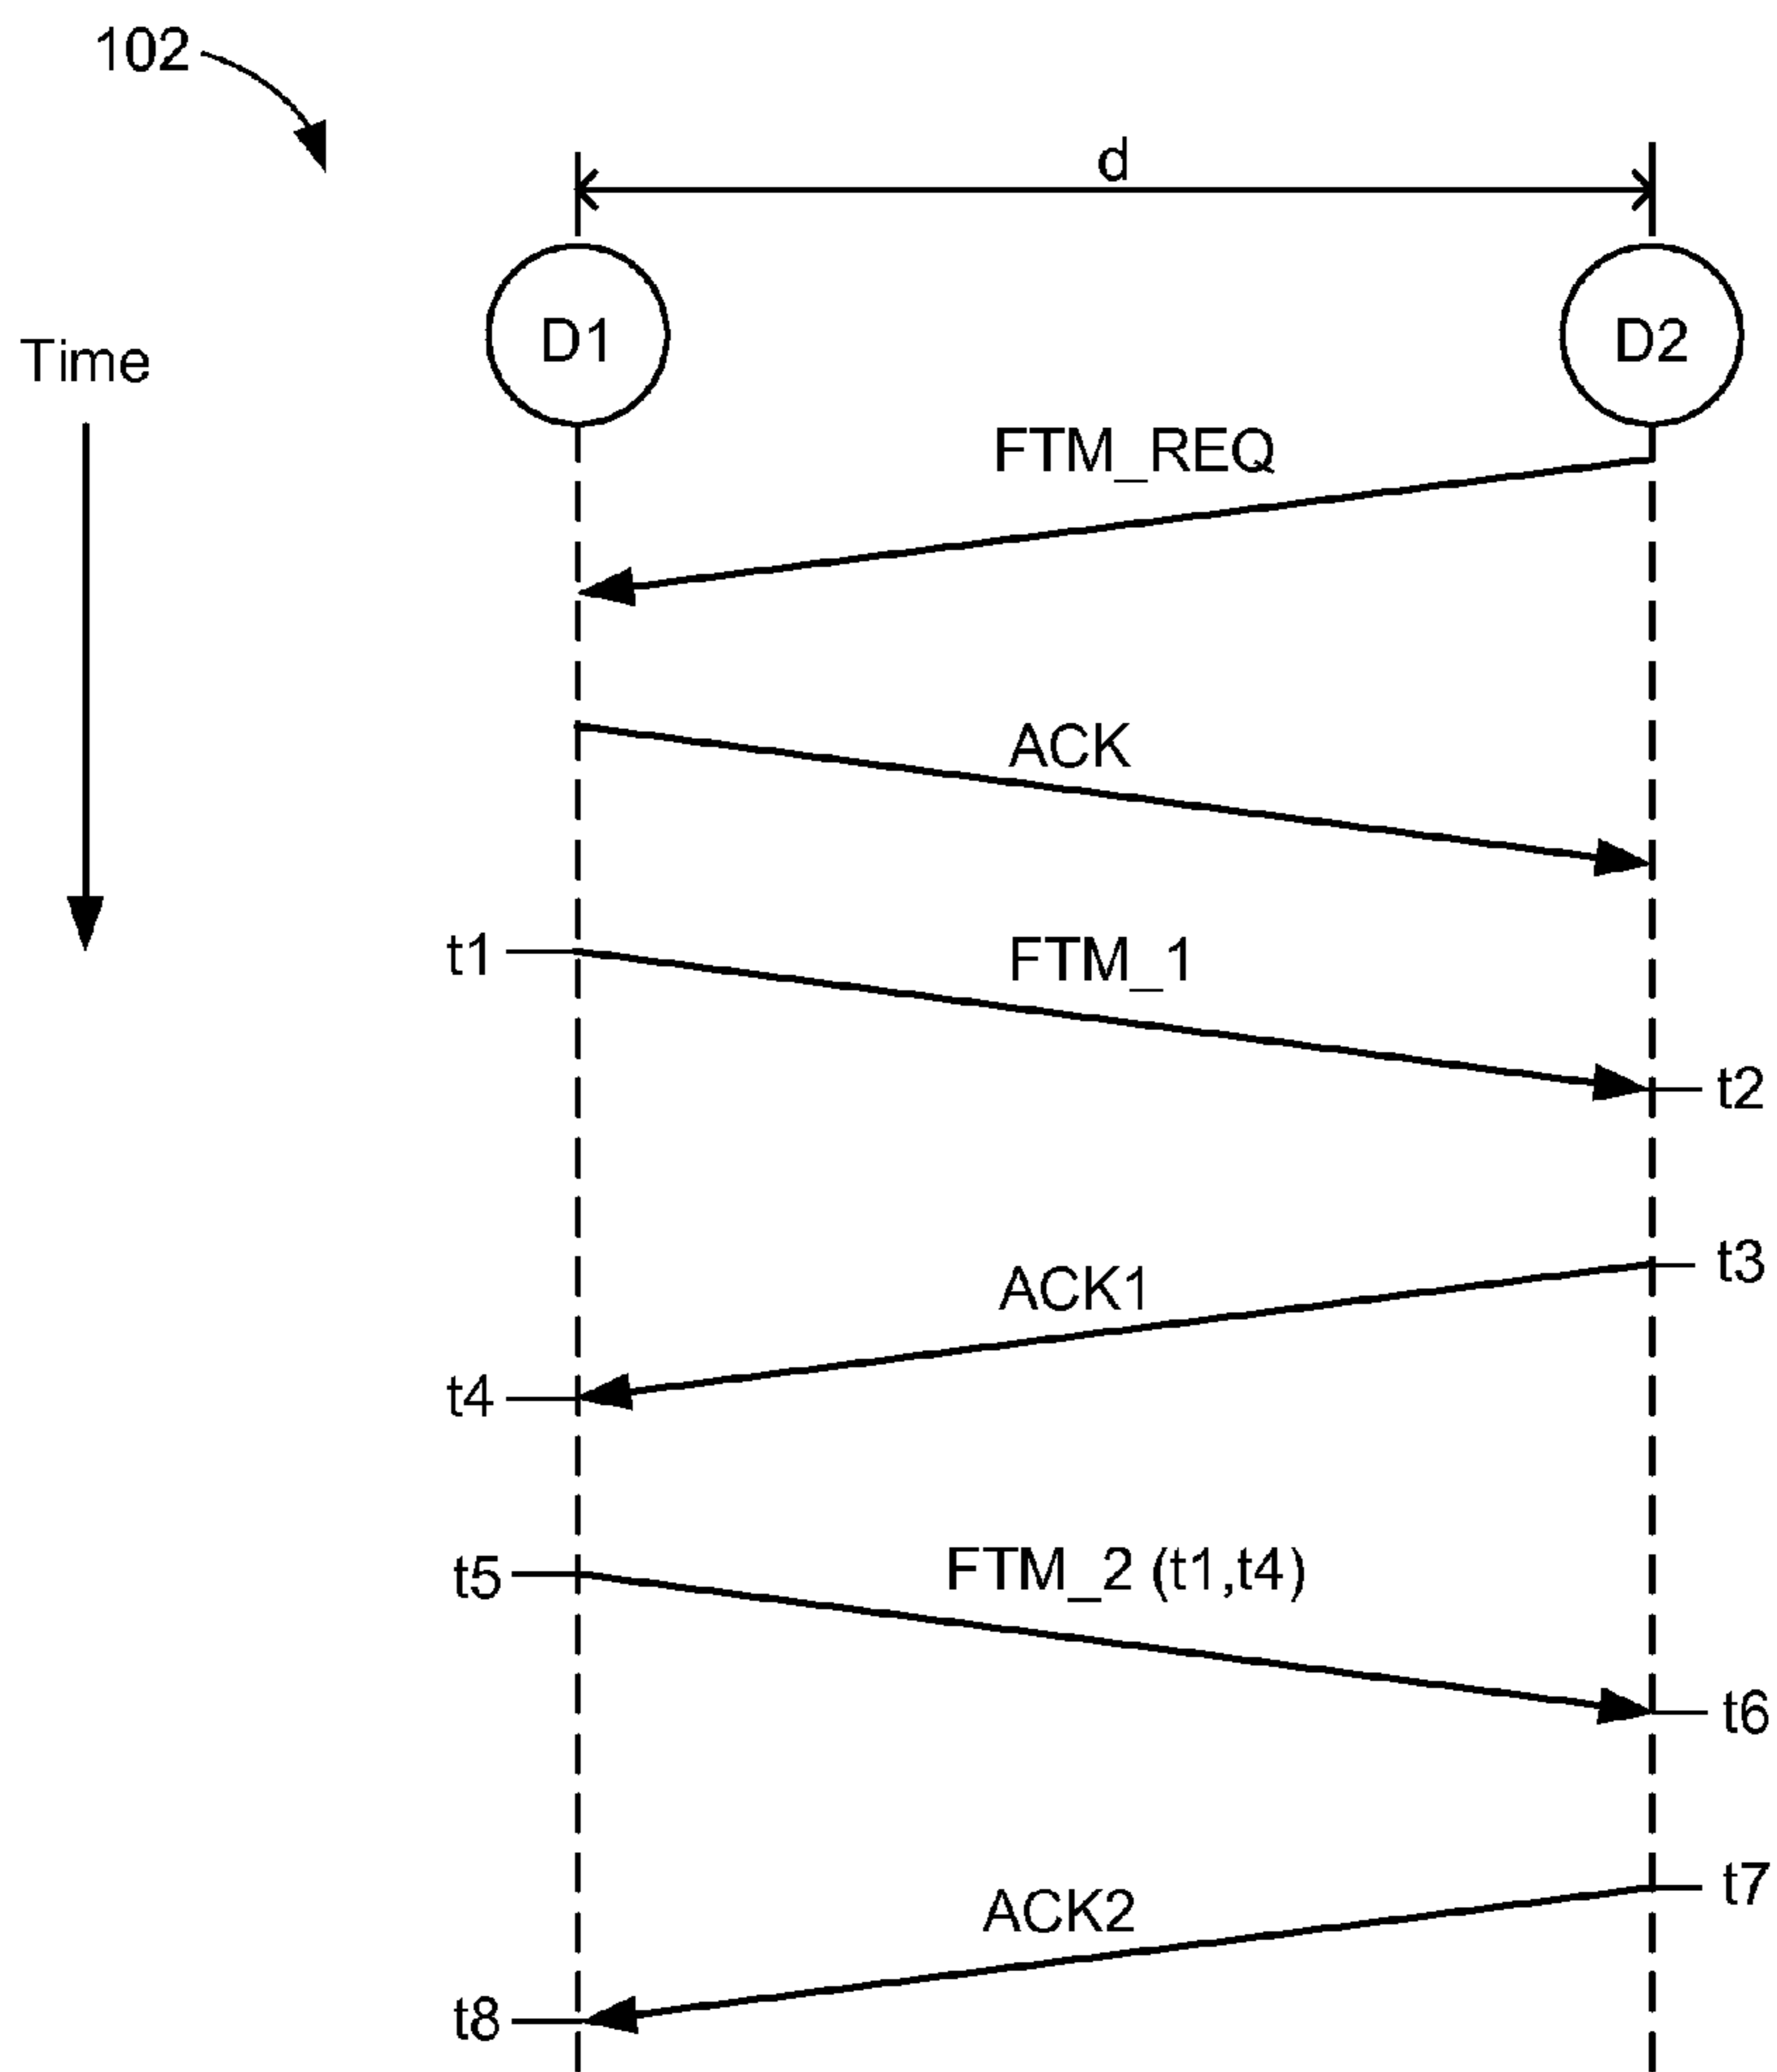 102
d
D1
D2
Time
FTM_REQ
ACK
t1
FTM_1
t2
t3
ACK1
t4
t5
FTM_2 (t1,t4)
t6
t7
ACK2
t8